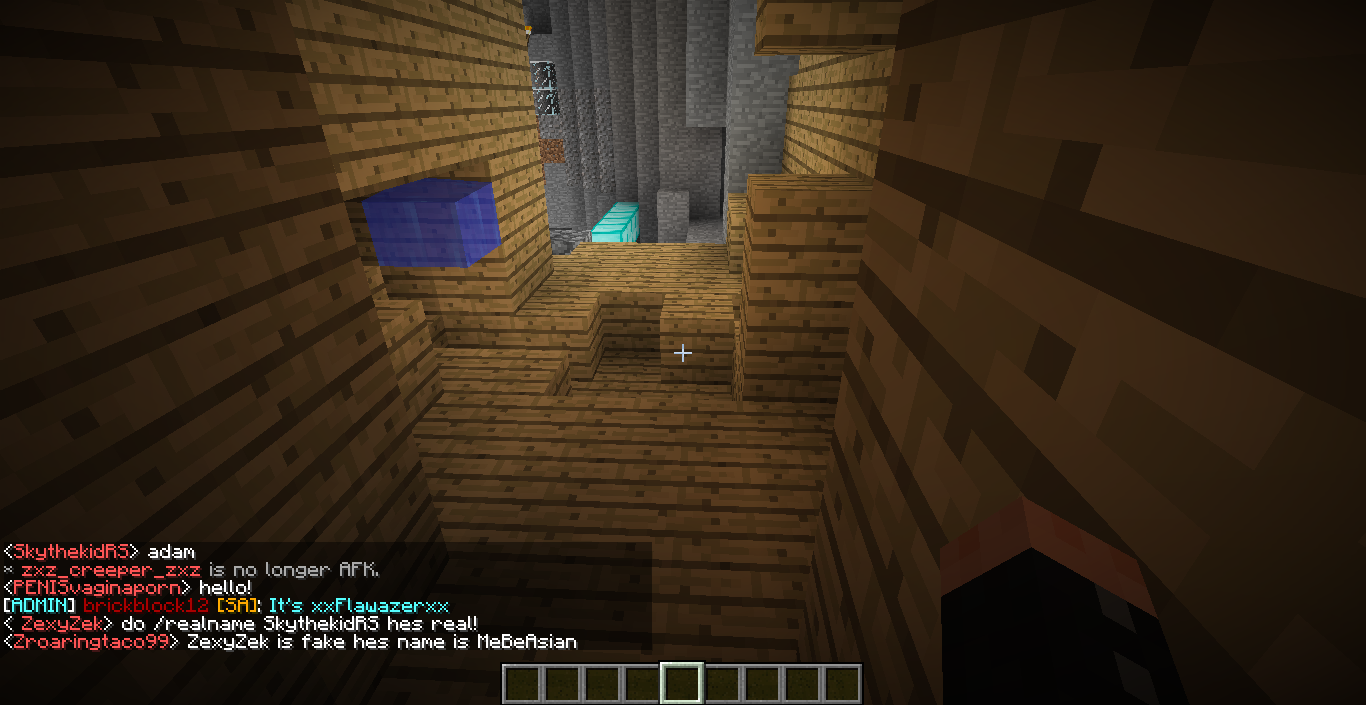 <SkythekidRS> adam
* zxz_creeper_zxz is no longer AFK.
<PENISvaginaporn> hello!
[ADMIN] brickblock12 [SA]: It's xxFlawazerxx
< ZexyZek> do /realname SkythekidRS hes real!
<Zroaringtaco99> ZexyZek is fake hes name is MeBeAsian